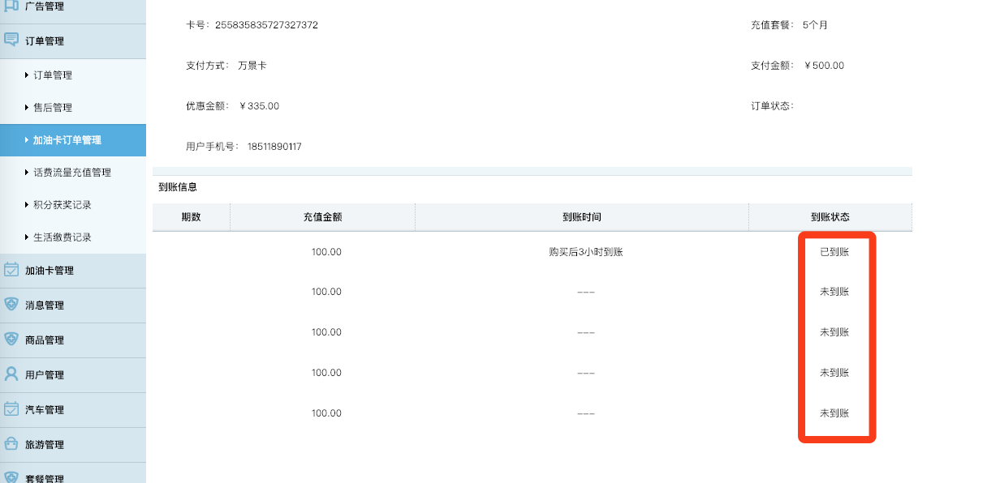 广告管理
订单管理
订单管理
售后管理
加油卡订单管理
话费流量充值管理
积分获奖记录
生活缴费记录
加油卡管理
消息管理
商品管理
用户管理
汽车管理
旅游管理
套餐管理
卡号：255835835727327372 充值套餐： 5个月
支付方式： 万景卡 支付金额： ￥500.00
优惠金额： ￥335.00 订单状态：
用户手机号： 18511890117
到账信息
期数 充值金额 到账时间 到账状态
100.00 购买后3小时到账 已到账
100.00 --- 未到账
100.00 --- 未到账
100.00 --- 未到账
100.00 --- 未到账